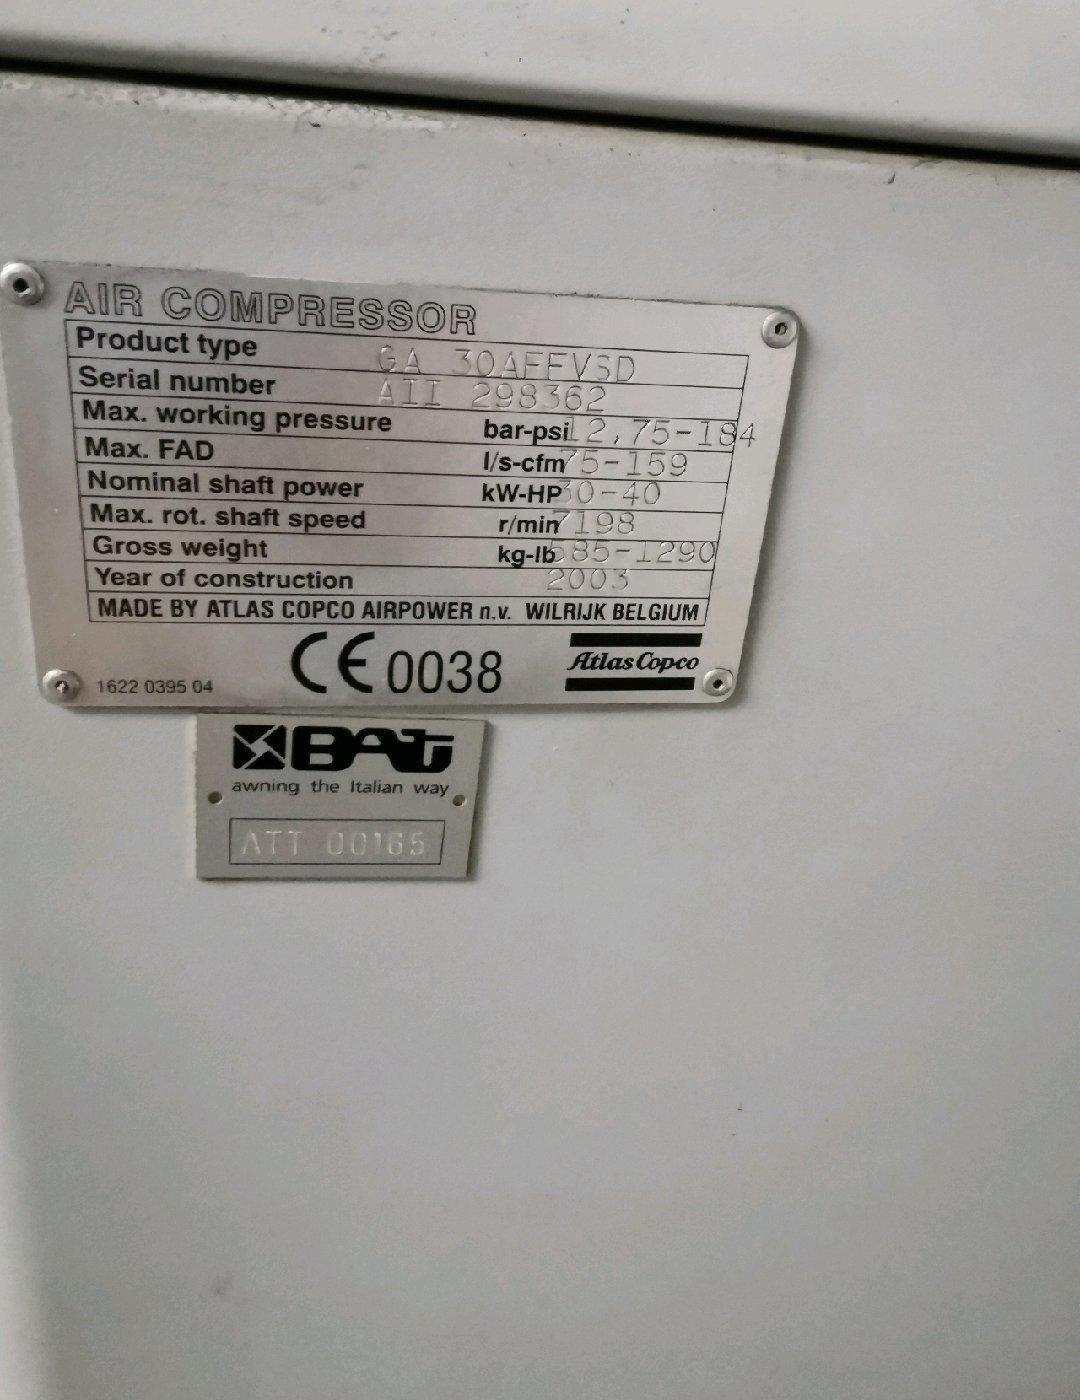 AIR COMPRESSOR
Product type GA 30AFFVSD
Serial number AII 298362
Max. working pressure bar-psi 12,75-184
Max. FAD l/s-cfm 75-159
Nominal shaft power kW-HP 30-40
Max. rot. shaft speed r/min 7198
Gross weight kg-lb 585-1290
Year of construction 2003
MADE BY ATLAS COPCO AIRPOWER n.v. WILRIJK BELGIUM
1622 0395 04 CE 0038 Atlas Copco
BAT
awning the Italian way
ATT 00165